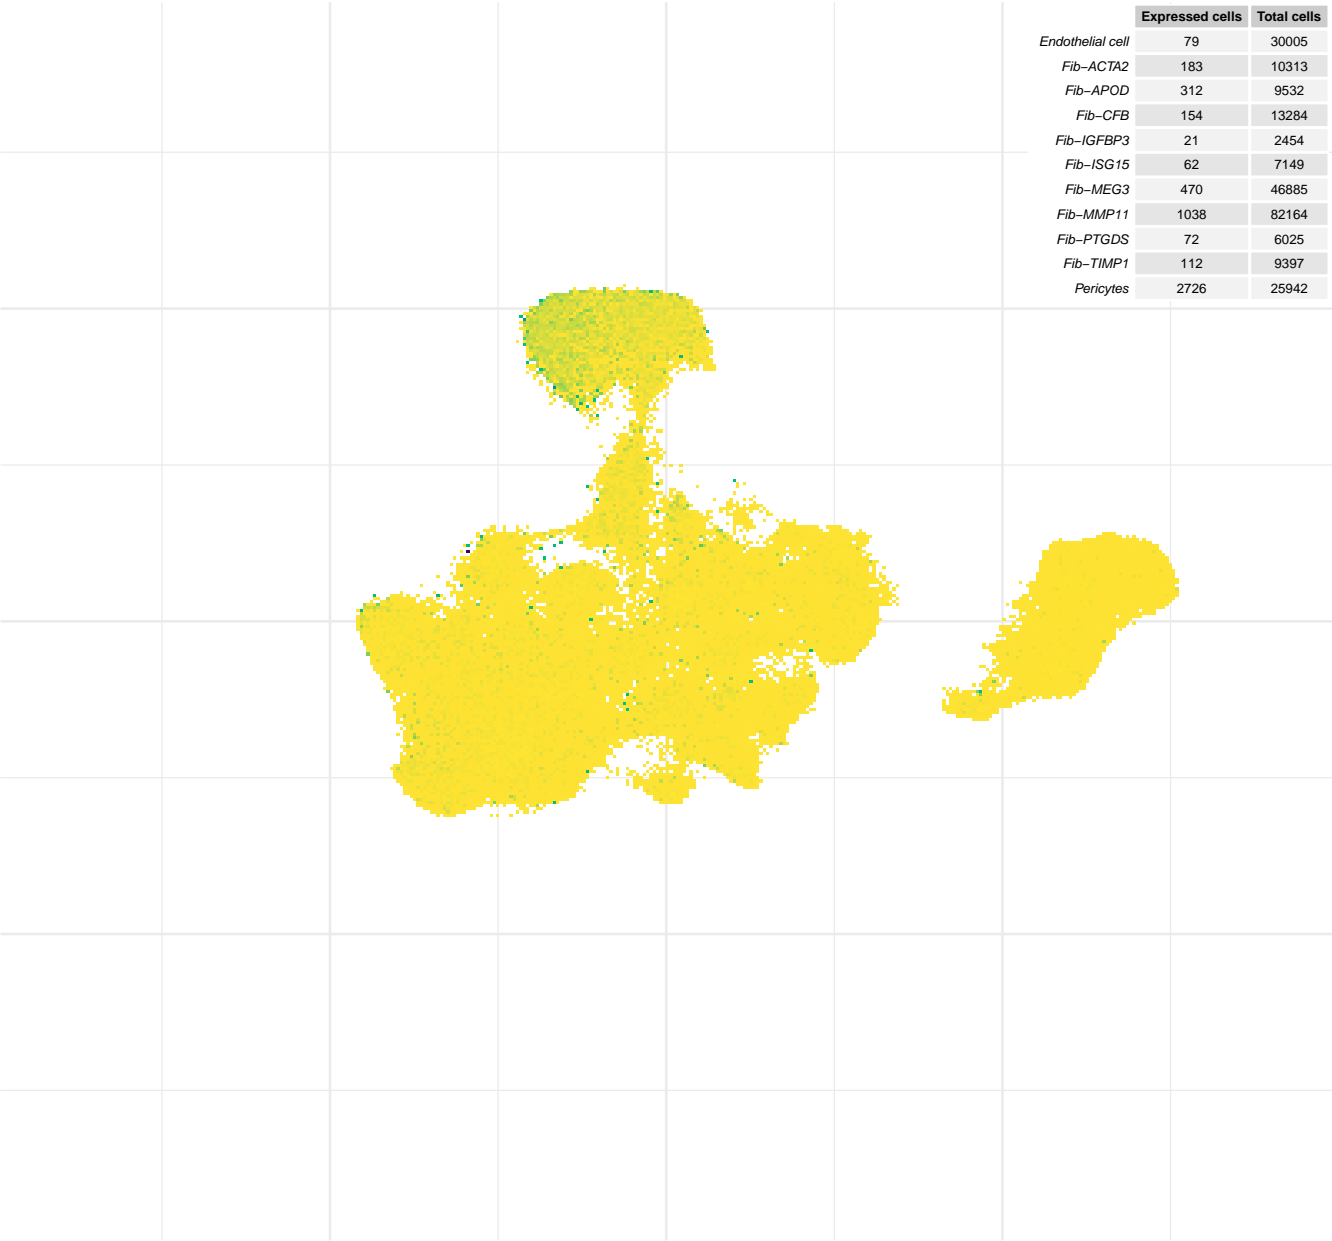 Expressed cells Total cells
Endothelial cell 79 30005
Fib−ACTA2 183 10313
Fib−APOD 312 9532
Fib−CFB 154 13284
Fib−IGFBP3 21 2454
Fib−ISG15 62 7149
Fib−MEG3 470 46885
Fib−MMP11 1038 82164
Fib−PTGDS 72 6025
Fib−TIMP1 112 9397
Pericytes 2726 25942